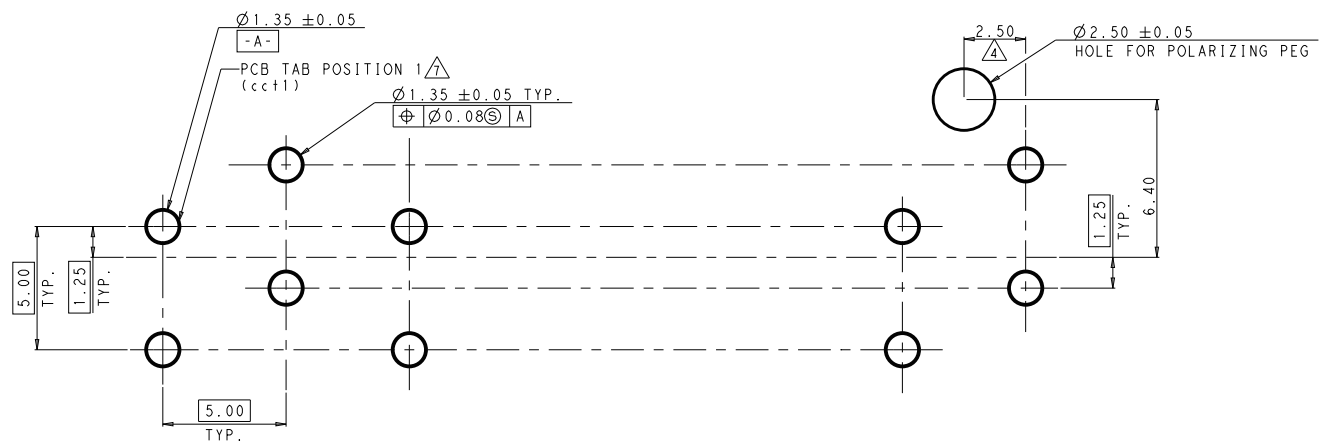 Ø1.35 ±0.05
-A-
PCB TAB POSITION 1 7
(cct1)
Ø1.35 ±0.05 TYP.
⌖ Ø0.08Ⓢ A
2.50
4
Ø2.50 ±0.05
HOLE FOR POLARIZING PEG
6.40
1.25
TYP.
5.00
TYP.
1.25
TYP.
5.00
TYP.